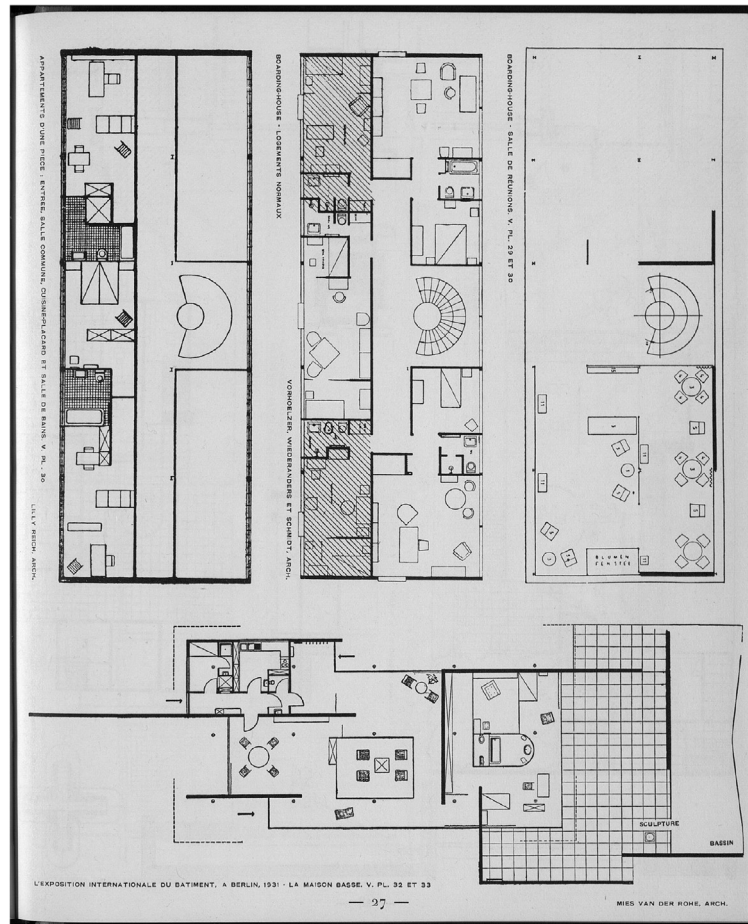 APPARTEMENTS D'UNE PIECE : ENTREE, SALLE COMMUNE, CUISINE-PLACARD ET SALLE DE BAINS. V. PL. 30
LILLY REICH, ARCH.
BOARDING-HOUSE - LOGEMENTS NORMAUX
VORHOELZER, WIEDERANDERS ET SCHMIDT, ARCH.
BOARDING-HOUSE - SALLE DE RÉUNIONS. V. PL. 29 ET 30
BLUMEN
FENSTER
SCULPTURE
BASSIN
L'EXPOSITION INTERNATIONALE DU BATIMENT, A BERLIN, 1931 - LA MAISON BASSE. V. PL. 32 ET 33
— 27 —
MIES VAN DER ROHE, ARCH.